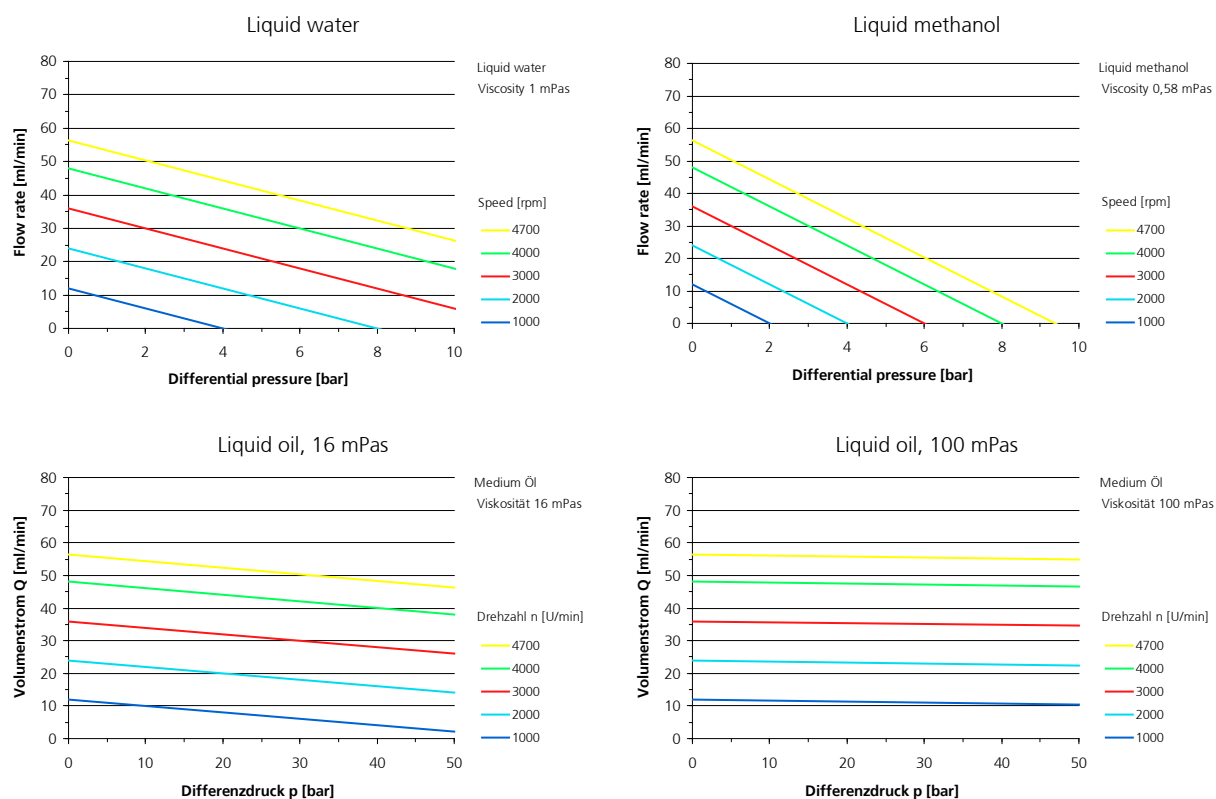 Liquid water
Liquid water
Viscosity 1 mPas
Flow rate [ml/min]
80
70
60
50
40
30
20
10
0
0 2 4 6 8 10
Differential pressure [bar]
Speed [rpm]
4700
4000
3000
2000
1000
Liquid methanol
Liquid methanol
Viscosity 0,58 mPas
Flow rate [ml/min]
80
70
60
50
40
30
20
10
0
0 2 4 6 8 10
Differential pressure [bar]
Speed [rpm]
4700
4000
3000
2000
1000
Liquid oil, 16 mPas
Medium Öl
Viskosität 16 mPas
Volumenstrom Q [ml/min]
80
70
60
50
40
30
20
10
0
0 10 20 30 40 50
Differenzdruck p [bar]
Drehzahl n [U/min]
4700
4000
3000
2000
1000
Liquid oil, 100 mPas
Medium Öl
Viskosität 100 mPas
Volumenstrom Q [ml/min]
80
70
60
50
40
30
20
10
0
0 10 20 30 40 50
Differenzdruck p [bar]
Drehzahl n [U/min]
4700
4000
3000
2000
1000